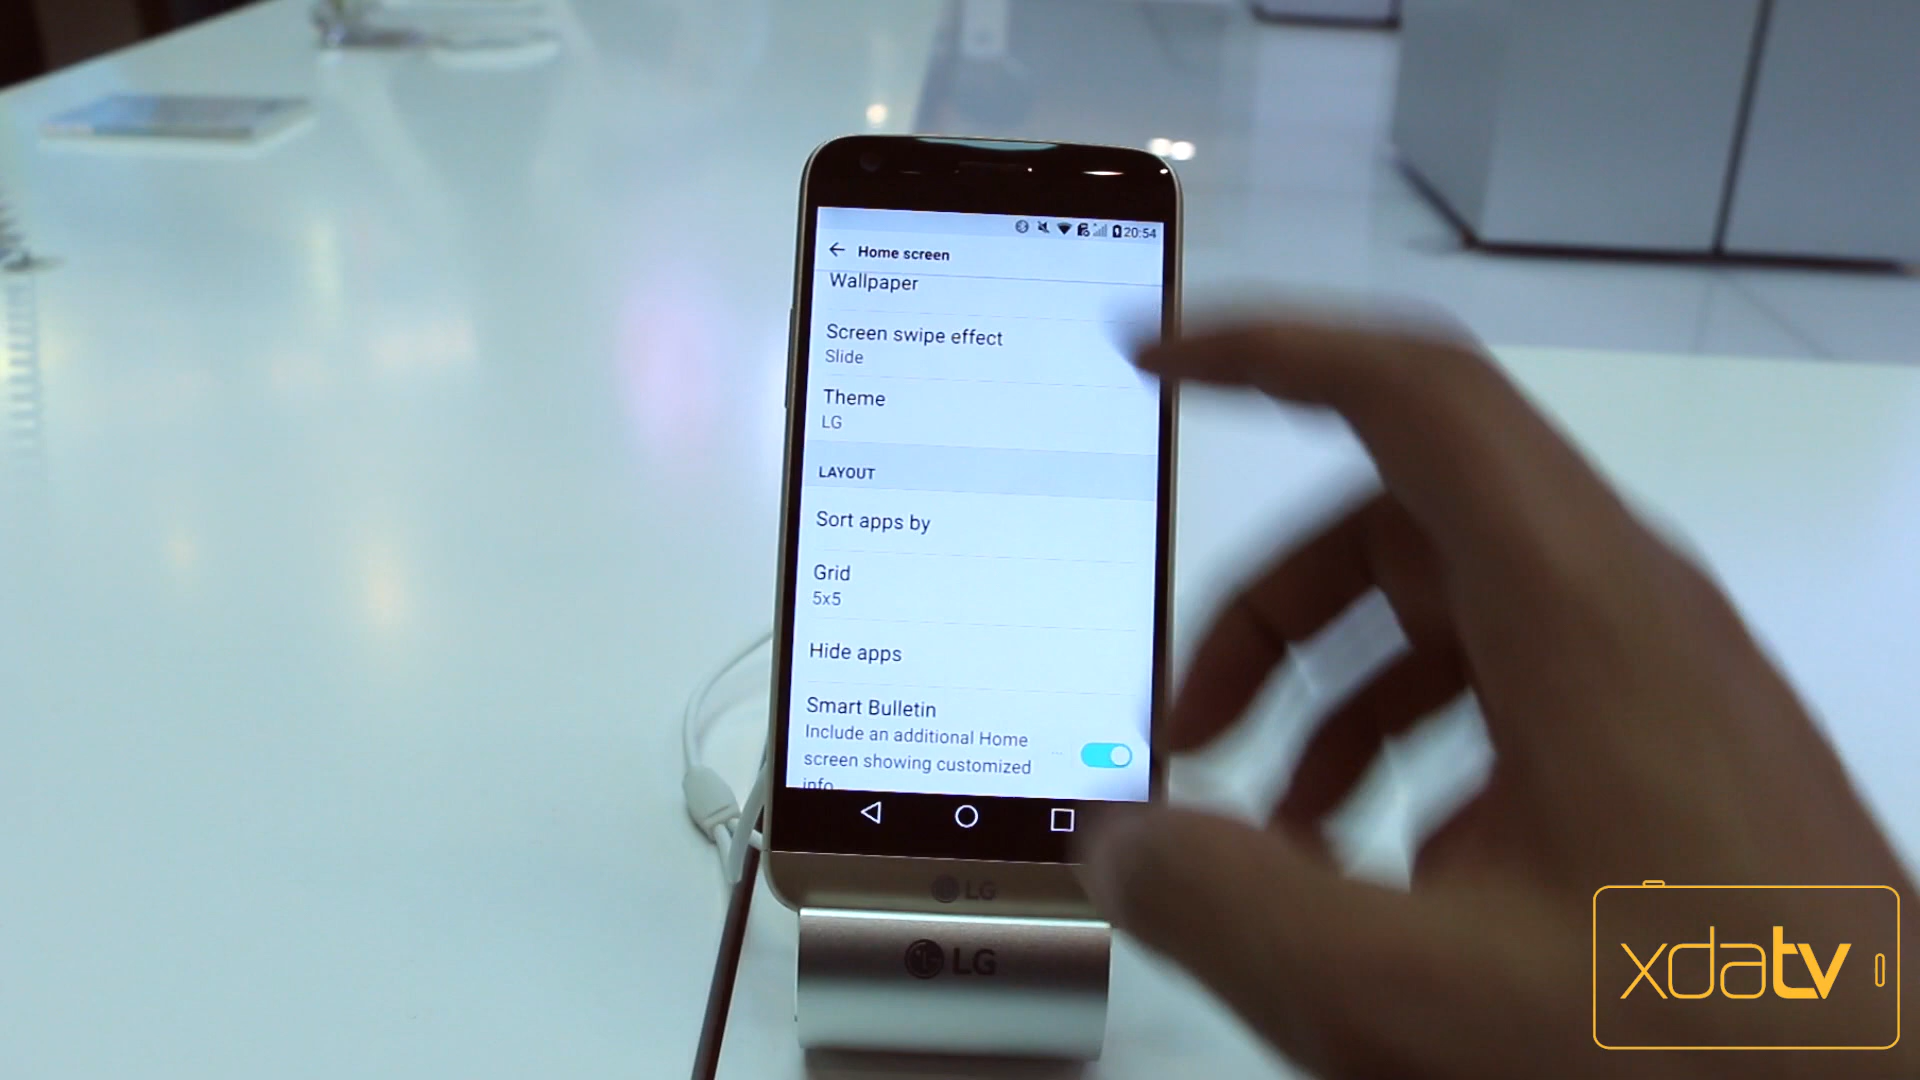 20:54
Home screen
Wallpaper
Screen swipe effect
Slide
Theme
LG
LAYOUT
Sort apps by
Grid
5x5
Hide apps
Smart Bulletin
Include an additional Home
screen showing customized
info
LG
LG
xdatv